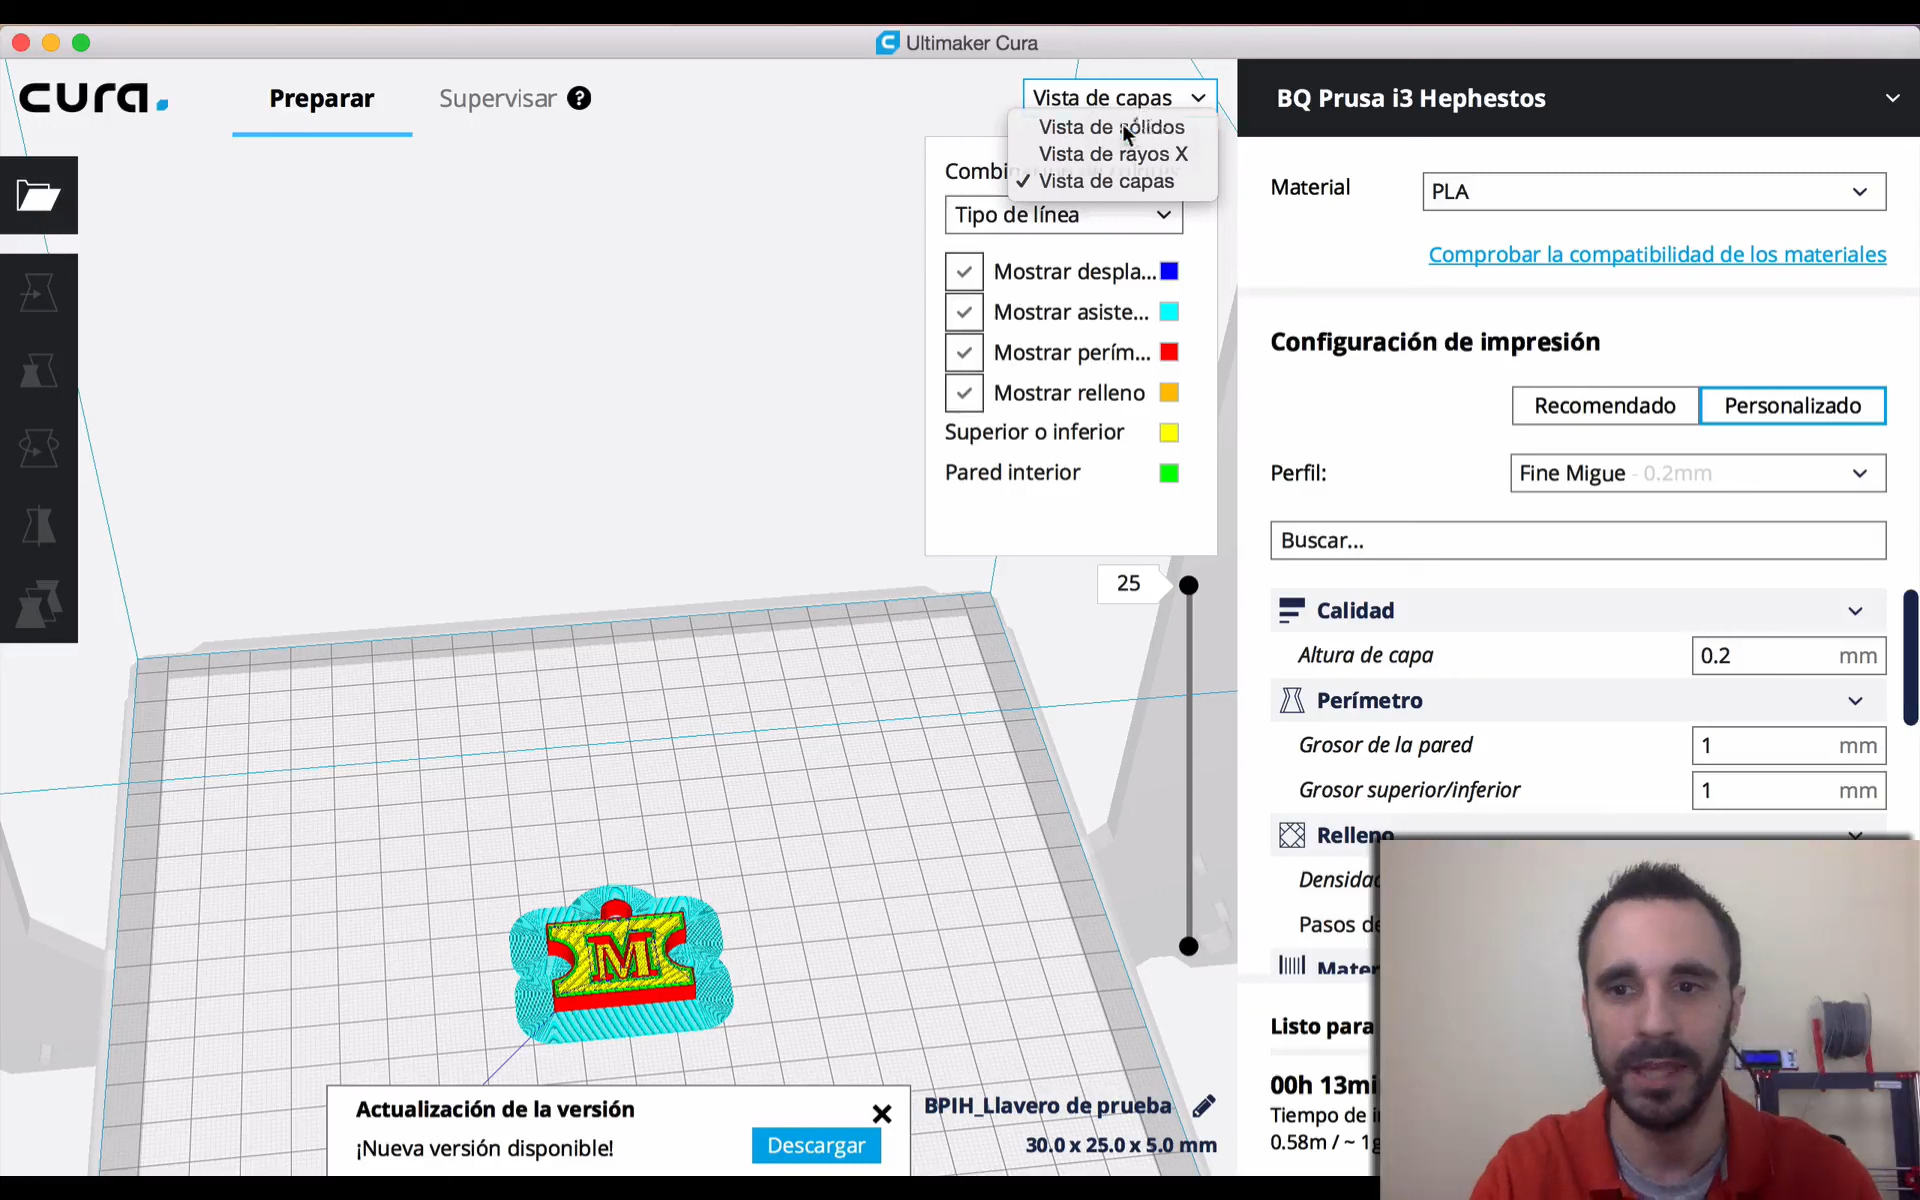 Ultimaker Cura
cura.
Preparar
Supervisar ?
Vista de capas
Vista de sólidos
Vista de rayos X
✓ Vista de capas
Combi
Tipo de línea
Mostrar despla...
Mostrar asiste...
Mostrar perím...
Mostrar relleno
Superior o inferior
Pared interior
25
M
Actualización de la versión
¡Nueva versión disponible!
Descargar
BPIH_Llavero de prueba
30.0 x 25.0 x 5.0 mm
BQ Prusa i3 Hephestos
Material
PLA
Comprobar la compatibilidad de los materiales
Configuración de impresión
Recomendado
Personalizado
Perfil:
Fine Migue - 0.2mm
Buscar...
Calidad
Altura de capa
0.2 mm
Perímetro
Grosor de la pared
1 mm
Grosor superior/inferior
1 mm
Relleno
Densidad
Pasos de
Mater
Listo para
00h 13mi
Tiempo de i
0.58m / ~ 1g